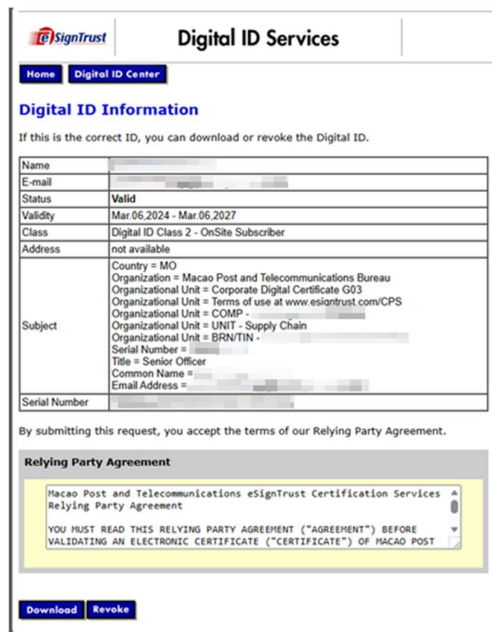 eSignTrust
Digital ID Services
Home Digital ID Center
Digital ID Information
If this is the correct ID, you can download or revoke the Digital ID.
Name
E-mail
Status Valid
Validity Mar.06,2024 - Mar.06,2027
Class Digital ID Class 2 - OnSite Subscriber
Address not available
Subject
Country = MO
Organization = Macao Post and Telecommunications Bureau
Organizational Unit = Corporate Digital Certificate G03
Organizational Unit = Terms of use at www.esigntrust.com/CPS
Organizational Unit = COMP -
Organizational Unit = UNIT - Supply Chain
Organizational Unit = BRN/TIN -
Serial Number =
Title = Senior Officer
Common Name =
Email Address =
Serial Number
By submitting this request, you accept the terms of our Relying Party Agreement.
Relying Party Agreement
Macao Post and Telecommunications eSignTrust Certification Services
Relying Party Agreement
YOU MUST READ THIS RELYING PARTY AGREEMENT ("AGREEMENT") BEFORE
VALIDATING AN ELECTRONIC CERTIFICATE ("CERTIFICATE") OF MACAO POST
Download Revoke